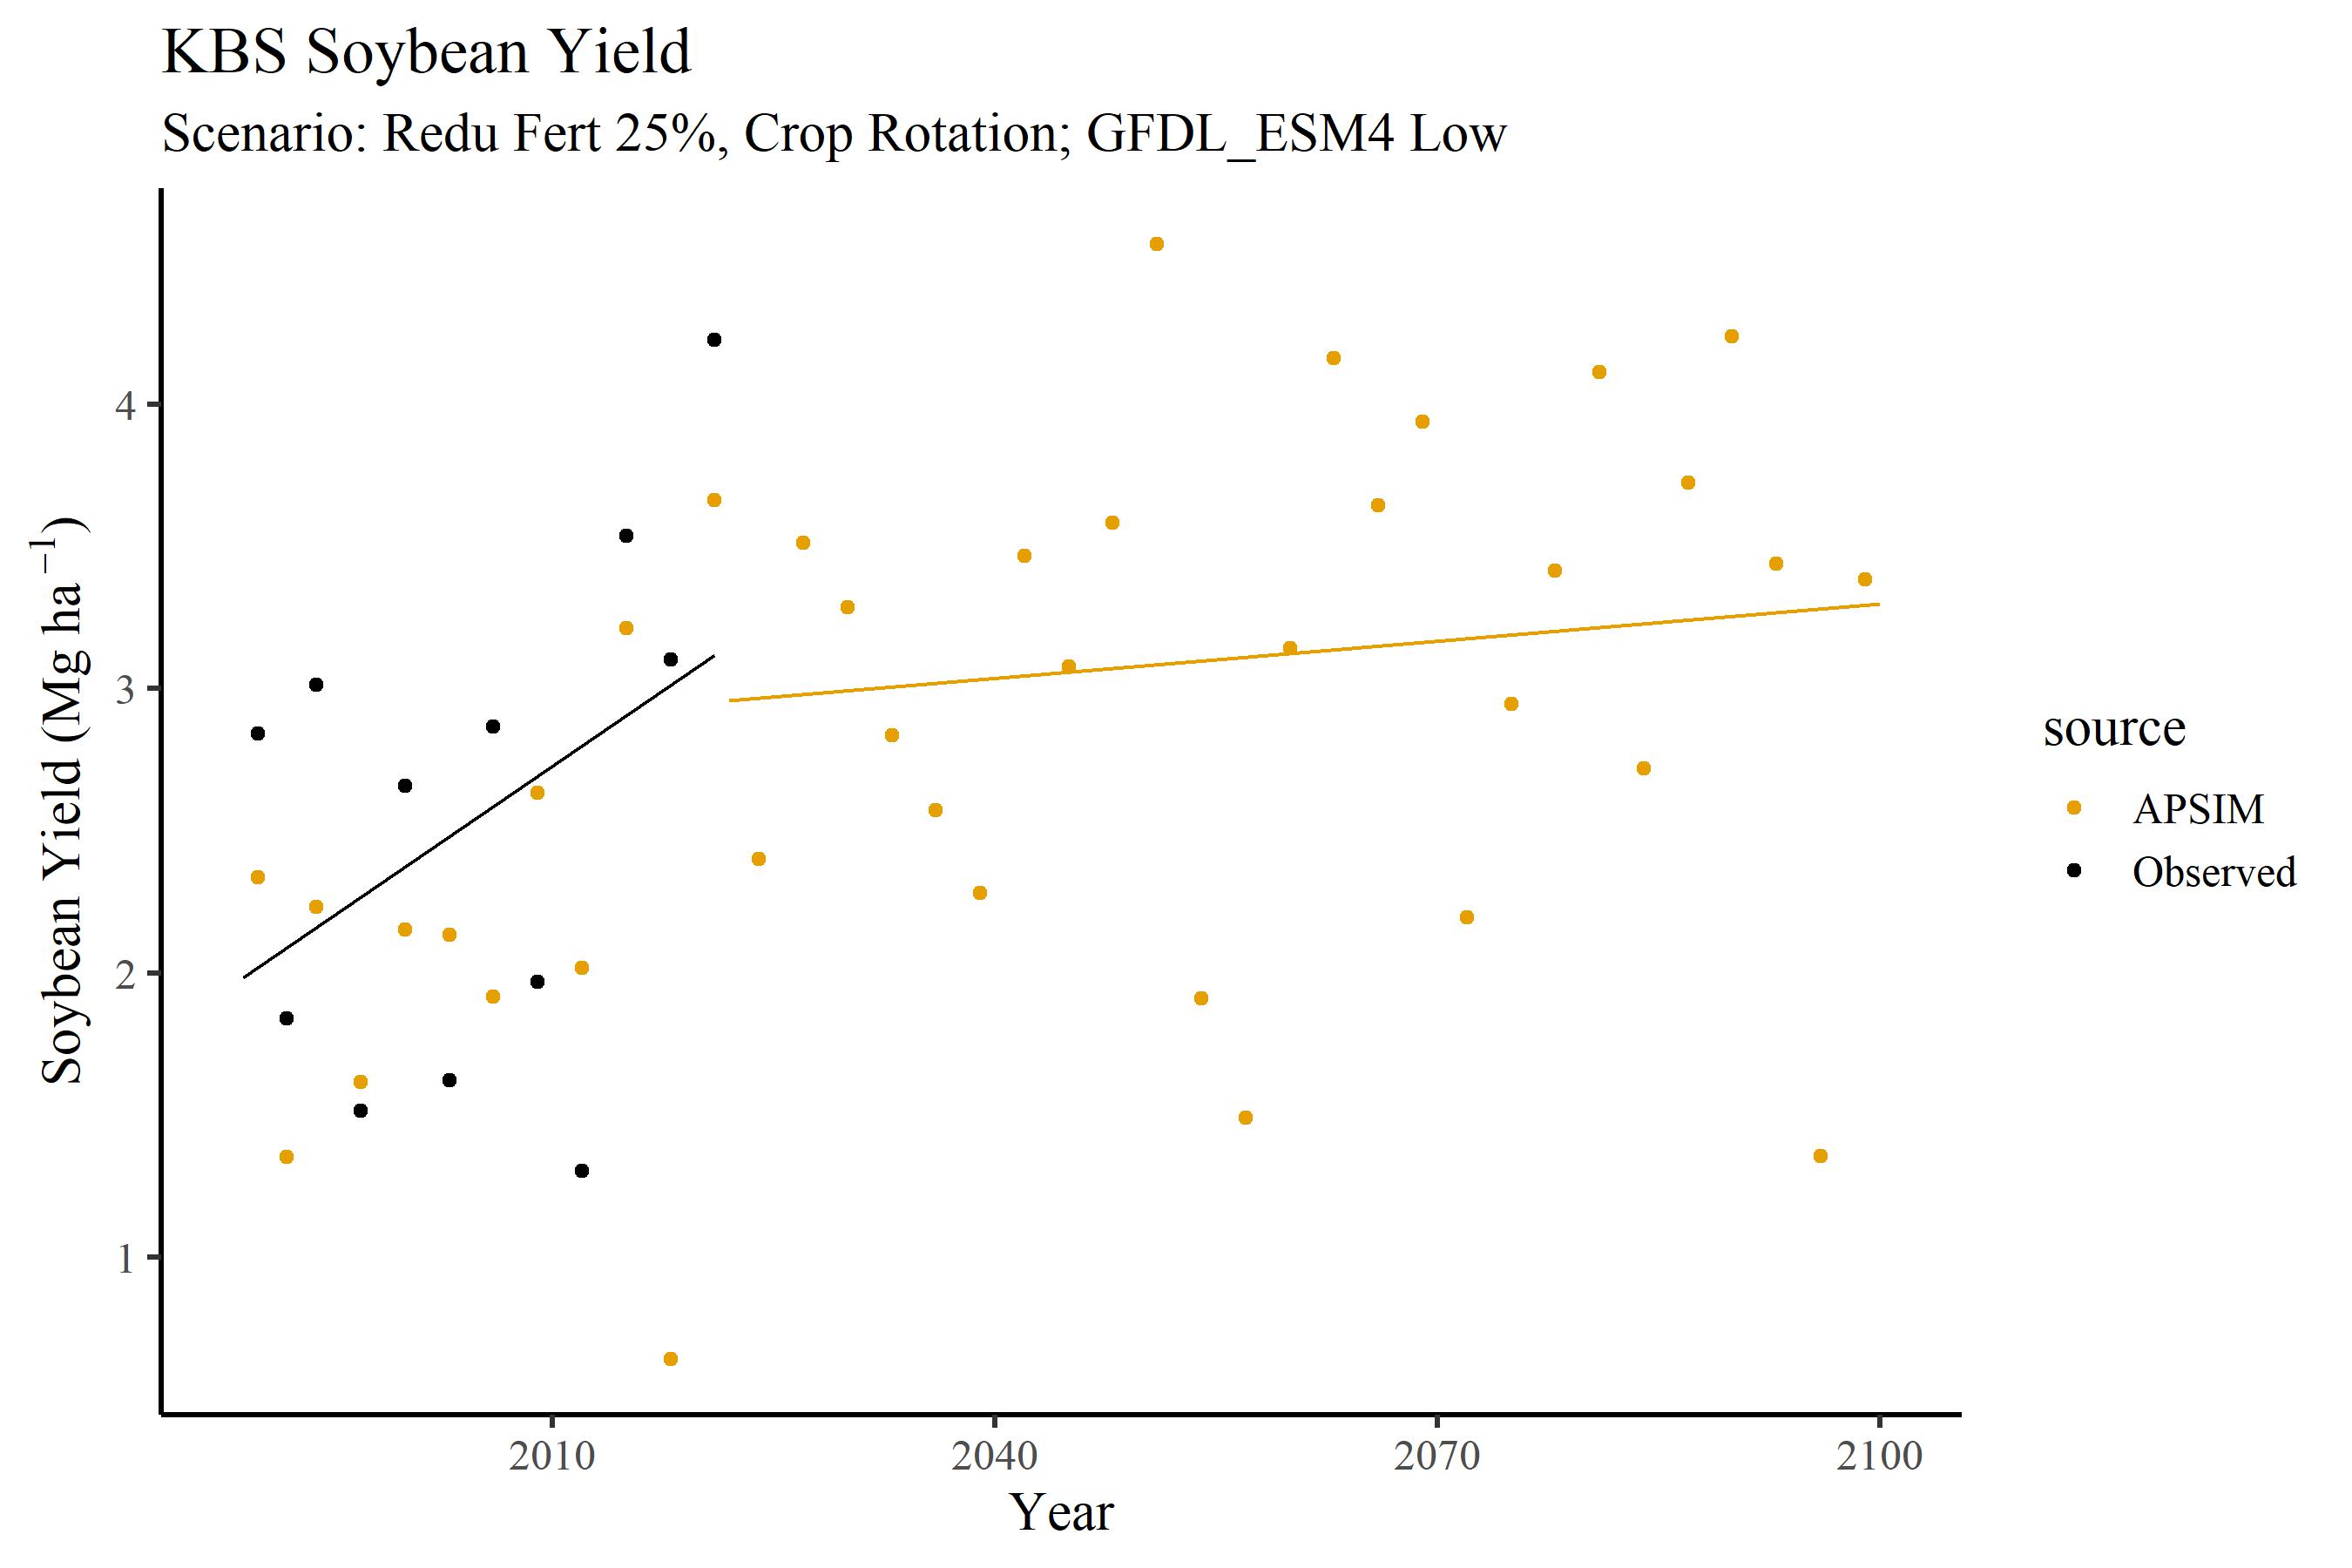 KBS Soybean Yield
Scenario: Redu Fert 25%, Crop Rotation; GFDL_ESM4 Low
Soybean Yield (Mg ha⁻¹)
4
3
2
1
2010 2040 2070 2100
Year
source
APSIM
Observed